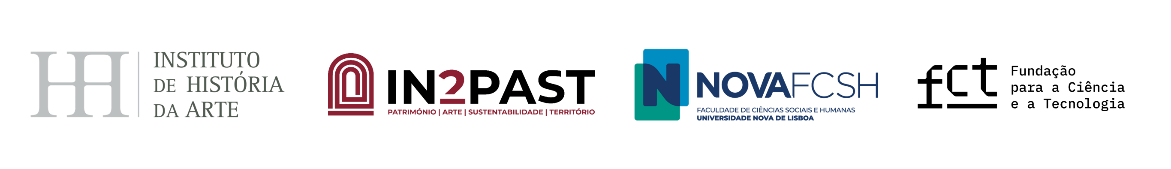 INSTITUTO
DE HISTÓRIA
DA ARTE
IN2PAST
PATRIMÓNIO | ARTE | SUSTENTABILIDADE | TERRITÓRIO
N NOVAFCSH
FACULDADE DE CIÊNCIAS SOCIAIS E HUMANAS
UNIVERSIDADE NOVA DE LISBOA
fct
Fundação
para a Ciência
e a Tecnologia